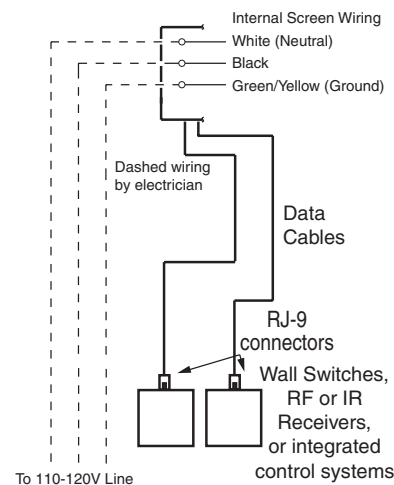 Internal Screen Wiring
White (Neutral)
Black
Green/Yellow (Ground)
Dashed wiring
by electrician
Data
Cables
RJ-9
connectors
Wall Switches,
RF or IR
Receivers,
or integrated
control systems
To 110-120V Line